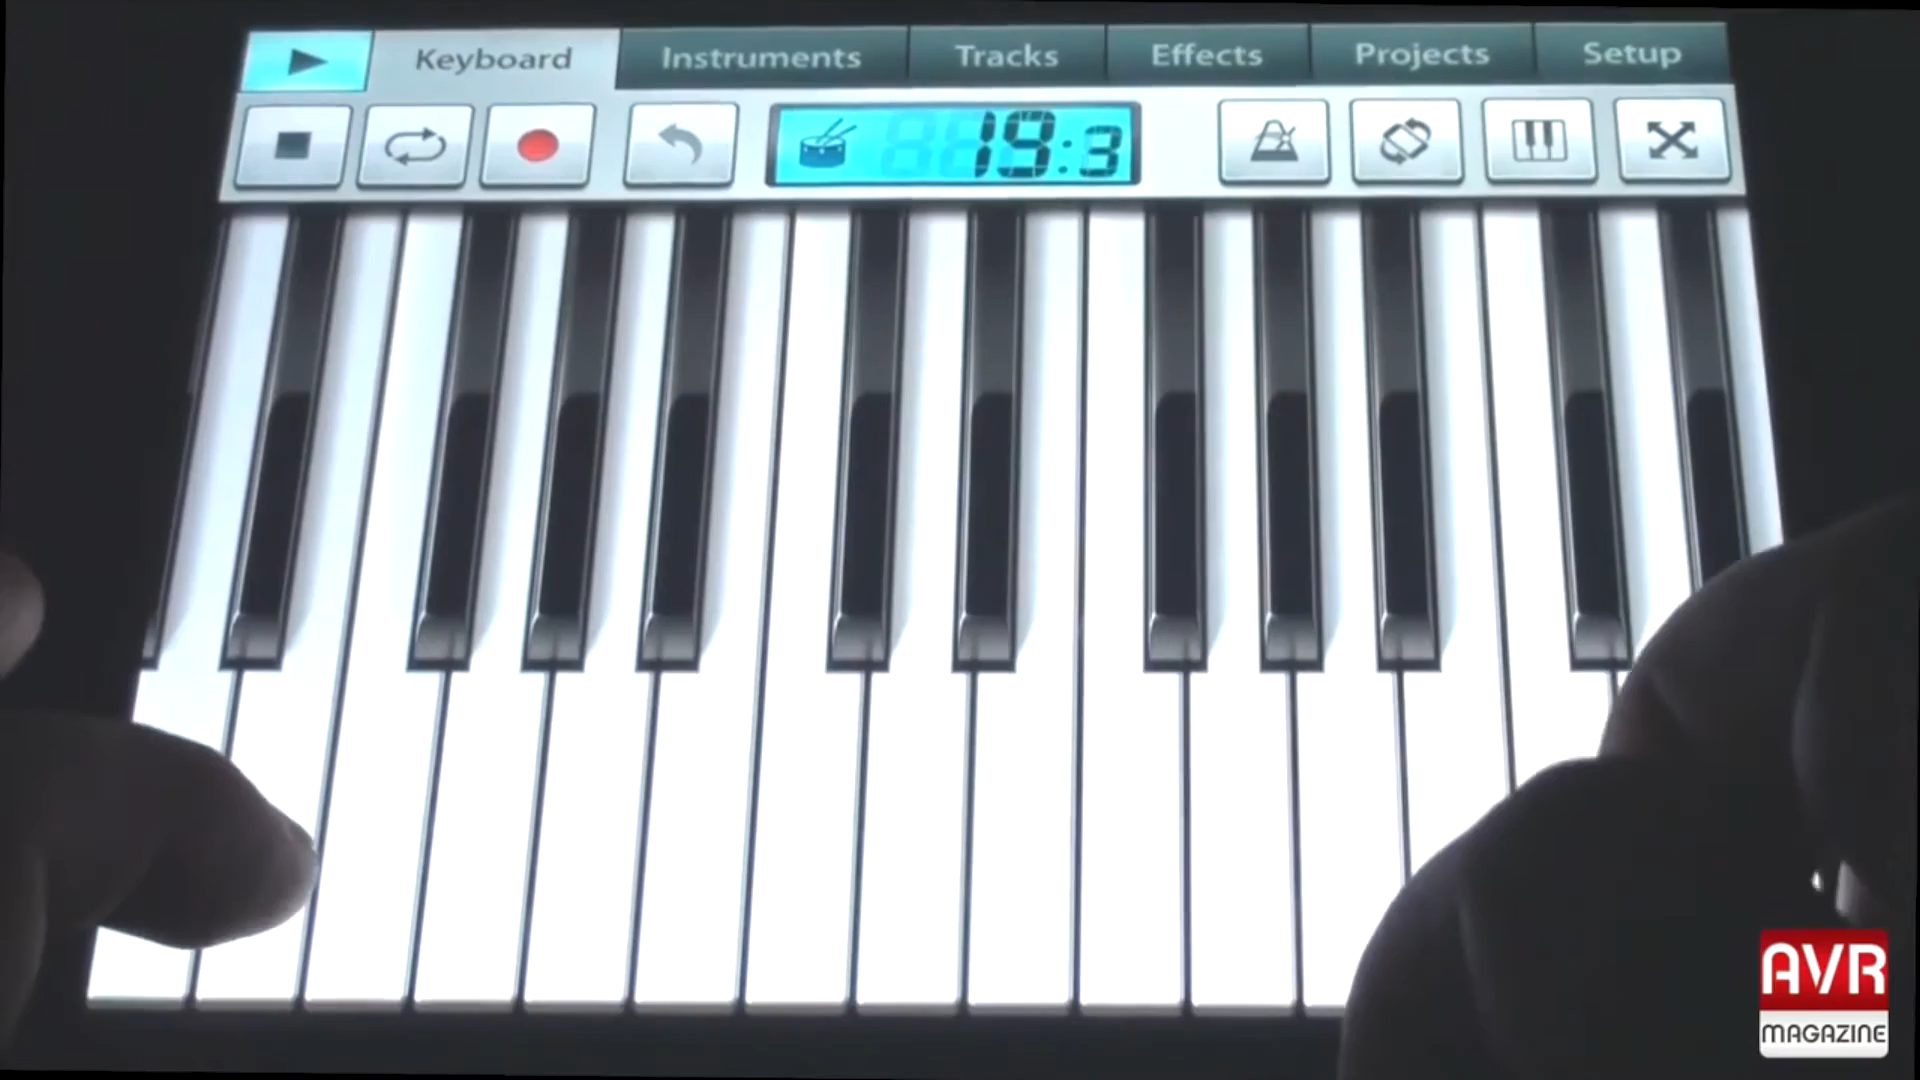 Keyboard Instruments Tracks Effects Projects Setup
19:3
AVR
MAGAZINE